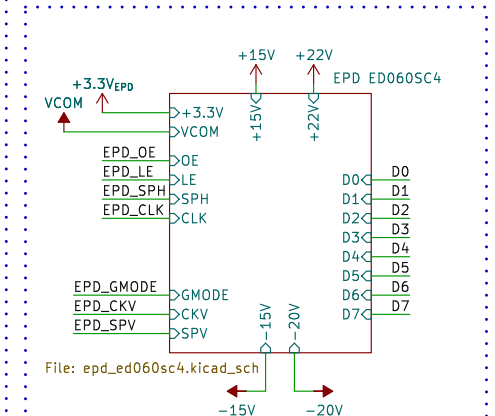 +15V +22V
EPD ED060SC4
+3.3VEPD
VCOM
+3.3V
VCOM
+15V
+22V
EPD_OE OE
EPD_LE LE
EPD_SPH SPH
EPD_CLK CLK
D0 D0
D1 D1
D2 D2
D3 D3
D4 D4
D5 D5
D6 D6
D7 D7
EPD_GMODE GMODE
EPD_CKV CKV
EPD_SPV SPV
-15V
-20V
File: epd_ed060sc4.kicad_sch
-15V -20V